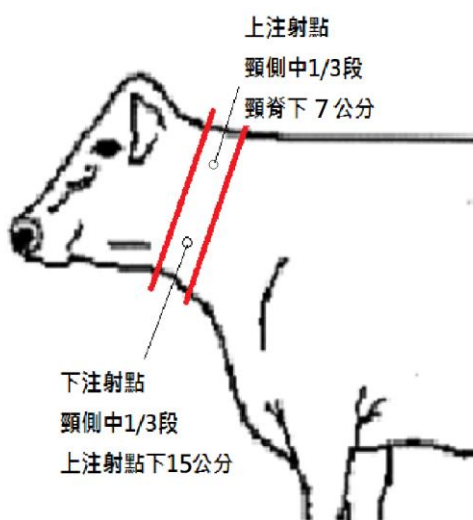 上注射點
頸側中1/3段
頸脊下 7 公分
下注射點
頸側中1/3段
上注射點下15公分